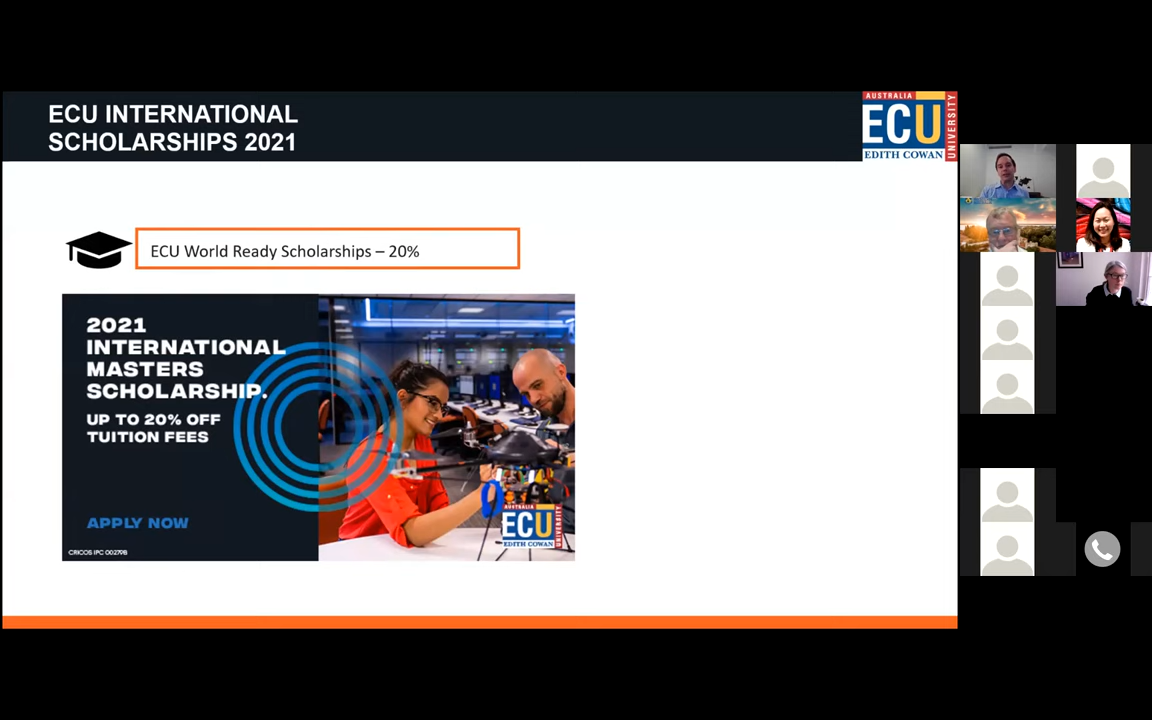 ECU INTERNATIONAL
SCHOLARSHIPS 2021
AUSTRALIA
ECU
EDITH COWAN
UNIVERSITY
ECU World Ready Scholarships – 20%
2021
INTERNATIONAL
MASTERS
SCHOLARSHIP.
UP TO 20% OFF
TUITION FEES
APPLY NOW
CRICOS IPC 00279B
AUSTRALIA
ECU
EDITH COWAN
UNIVERSITY